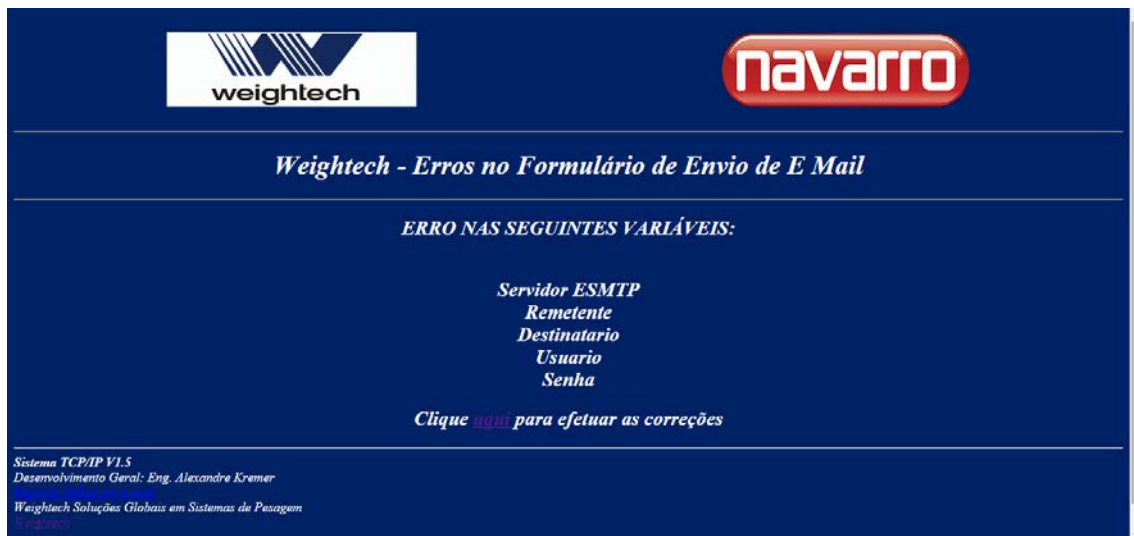 weightech
navarro
Weightech - Erros no Formulário de Envio de E Mail
ERRO NAS SEGUINTES VARIÁVEIS:
Servidor ESMTP
Remetente
Destinatario
Usuario
Senha
Clique aqui para efetuar as correções
Sistema TCP/IP V1.5
Desenvolvimento Geral: Eng. Alexandre Kremer
Weightech Soluções Globais em Sistemas de Pesagem
Weightech